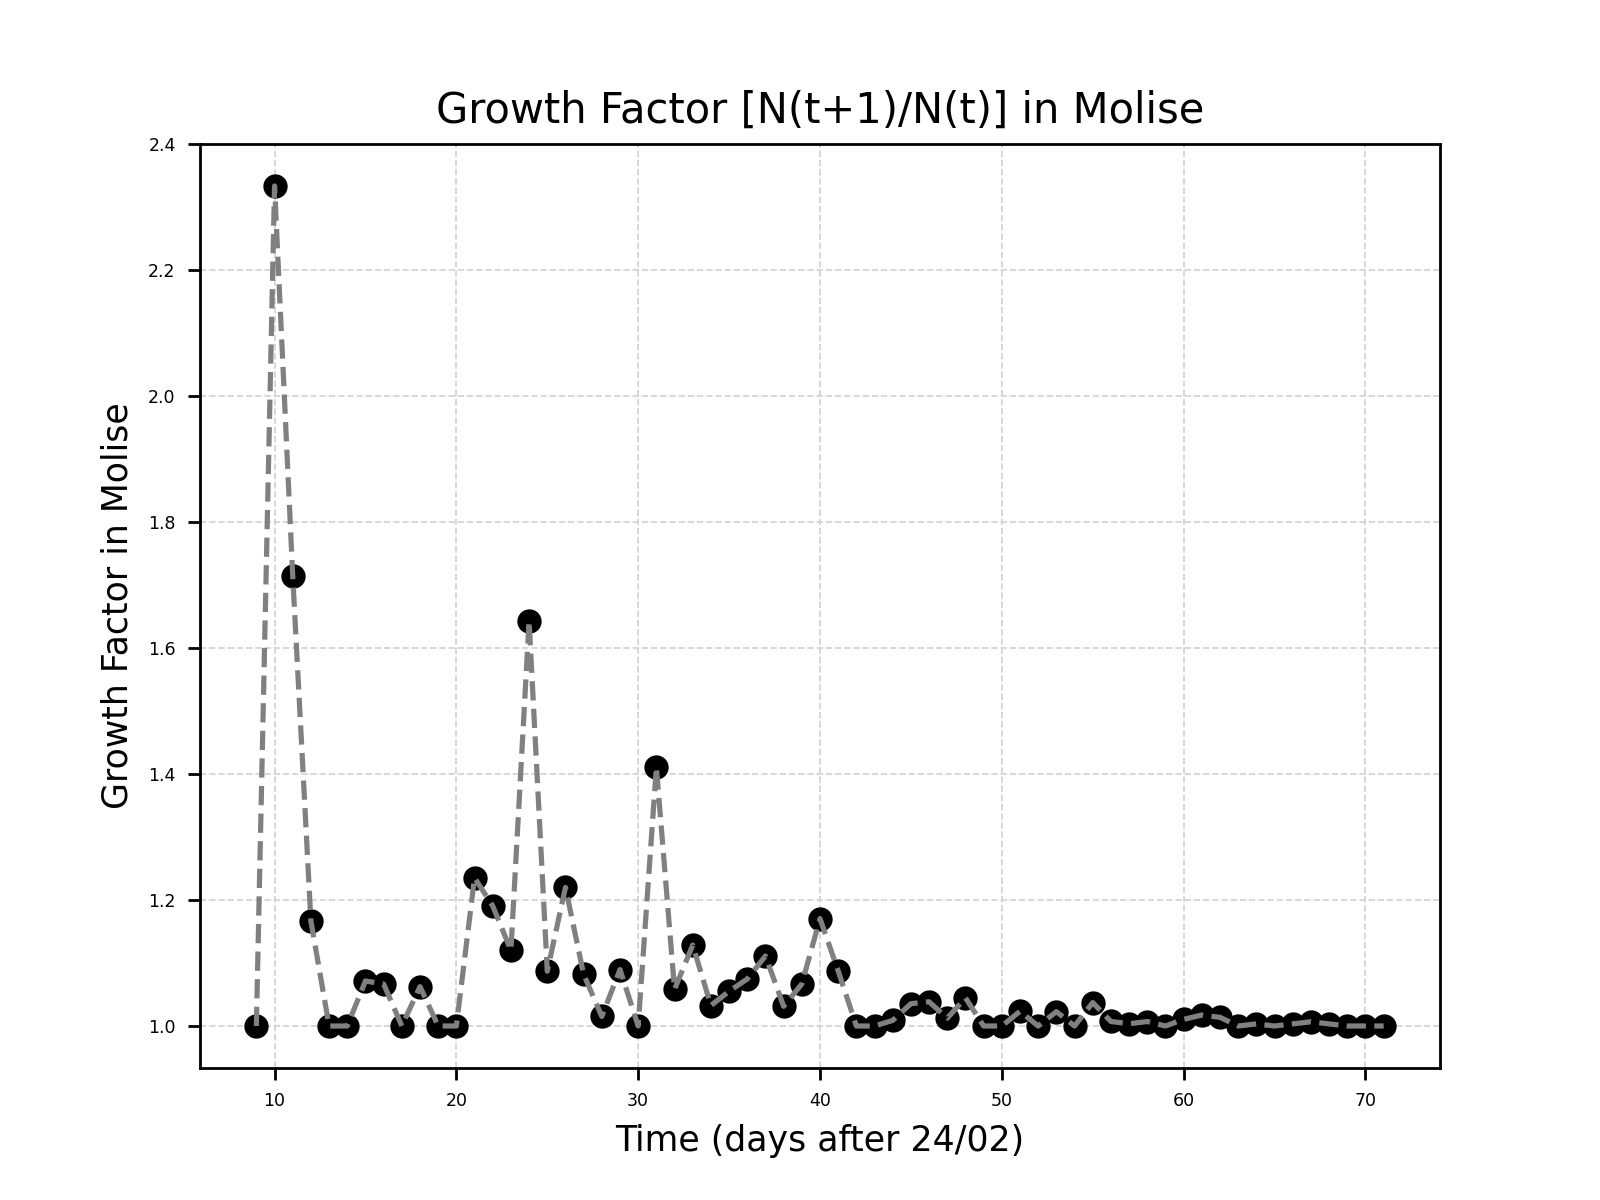 Growth Factor [N(t+1)/N(t)] in Molise
Growth Factor in Molise
2.4
2.2
2.0
1.8
1.6
1.4
1.2
1.0
10 20 30 40 50 60 70
Time (days after 24/02)